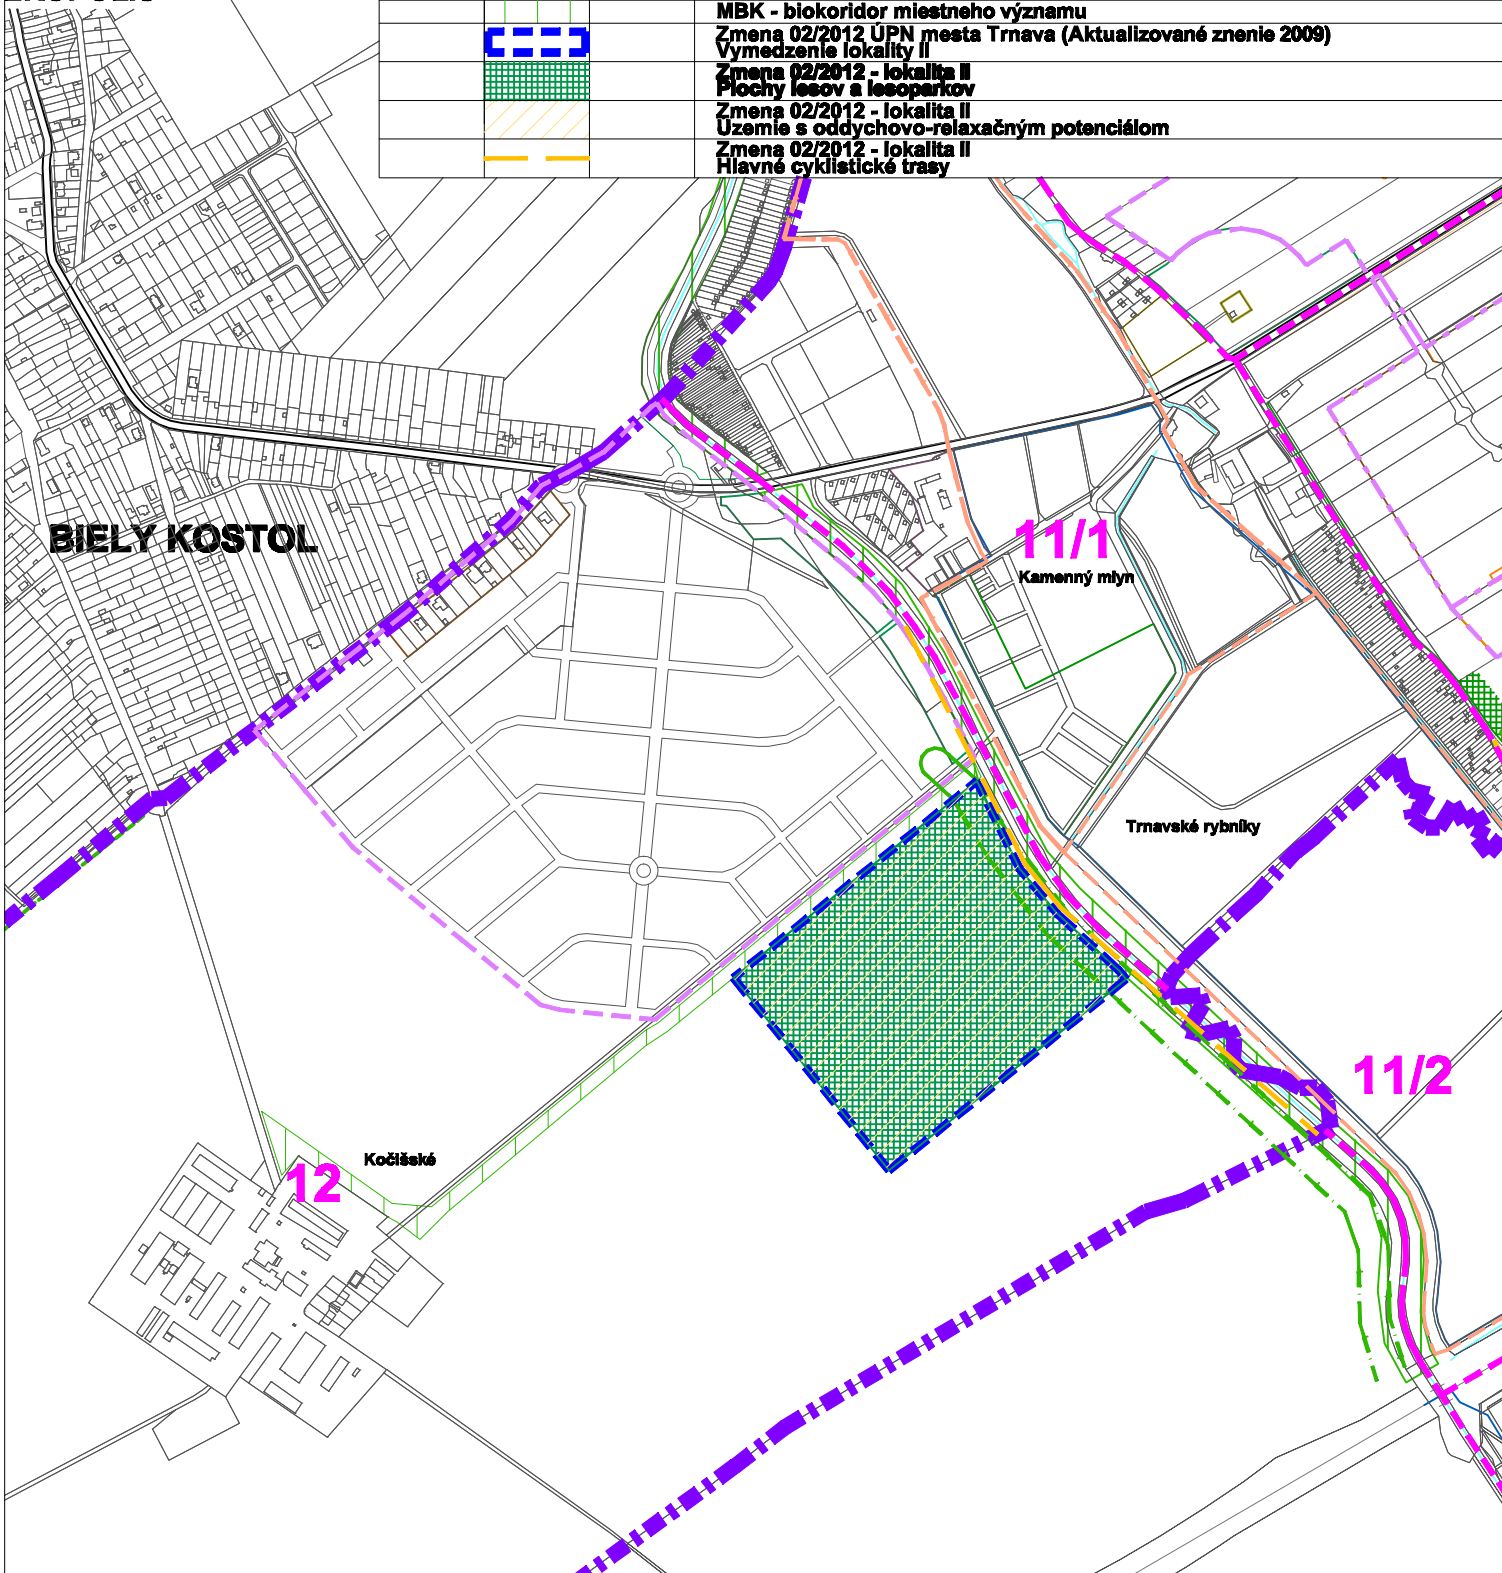 MBK - biokoridor miestneho významu
Zmena 02/2012 ÚPN mesta Trnava (Aktualizované znenie 2009)
Vymedzenie lokality II
Zmena 02/2012 - lokalita II
Plochy lesov a lesoparkov
Zmena 02/2012 - lokalita II
Územie s oddychovo-relaxačným potenciálom
Zmena 02/2012 - lokalita II
Hlavné cyklistické trasy
BIELY KOSTOL
11/1
Kamenný mlyn
Trnavské rybníky
11/2
Kočišské
12